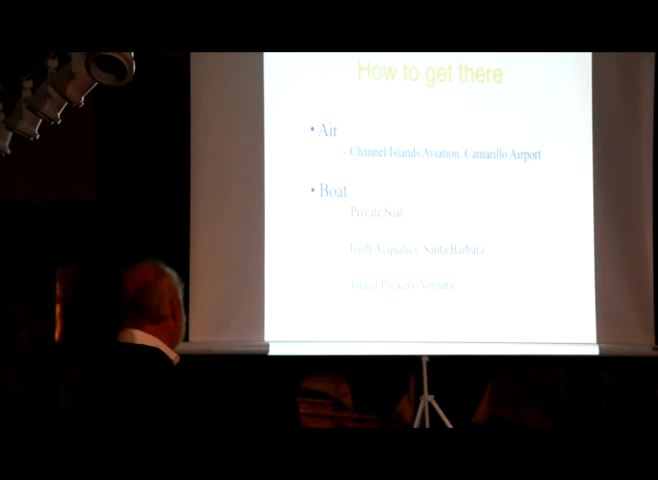 How to get there
• Air
- Channel Islands Aviation, Camarillo Airport
• Boat
Private boat
-Truth Acquatics, Santa Barbara
Island Packers-Ventura